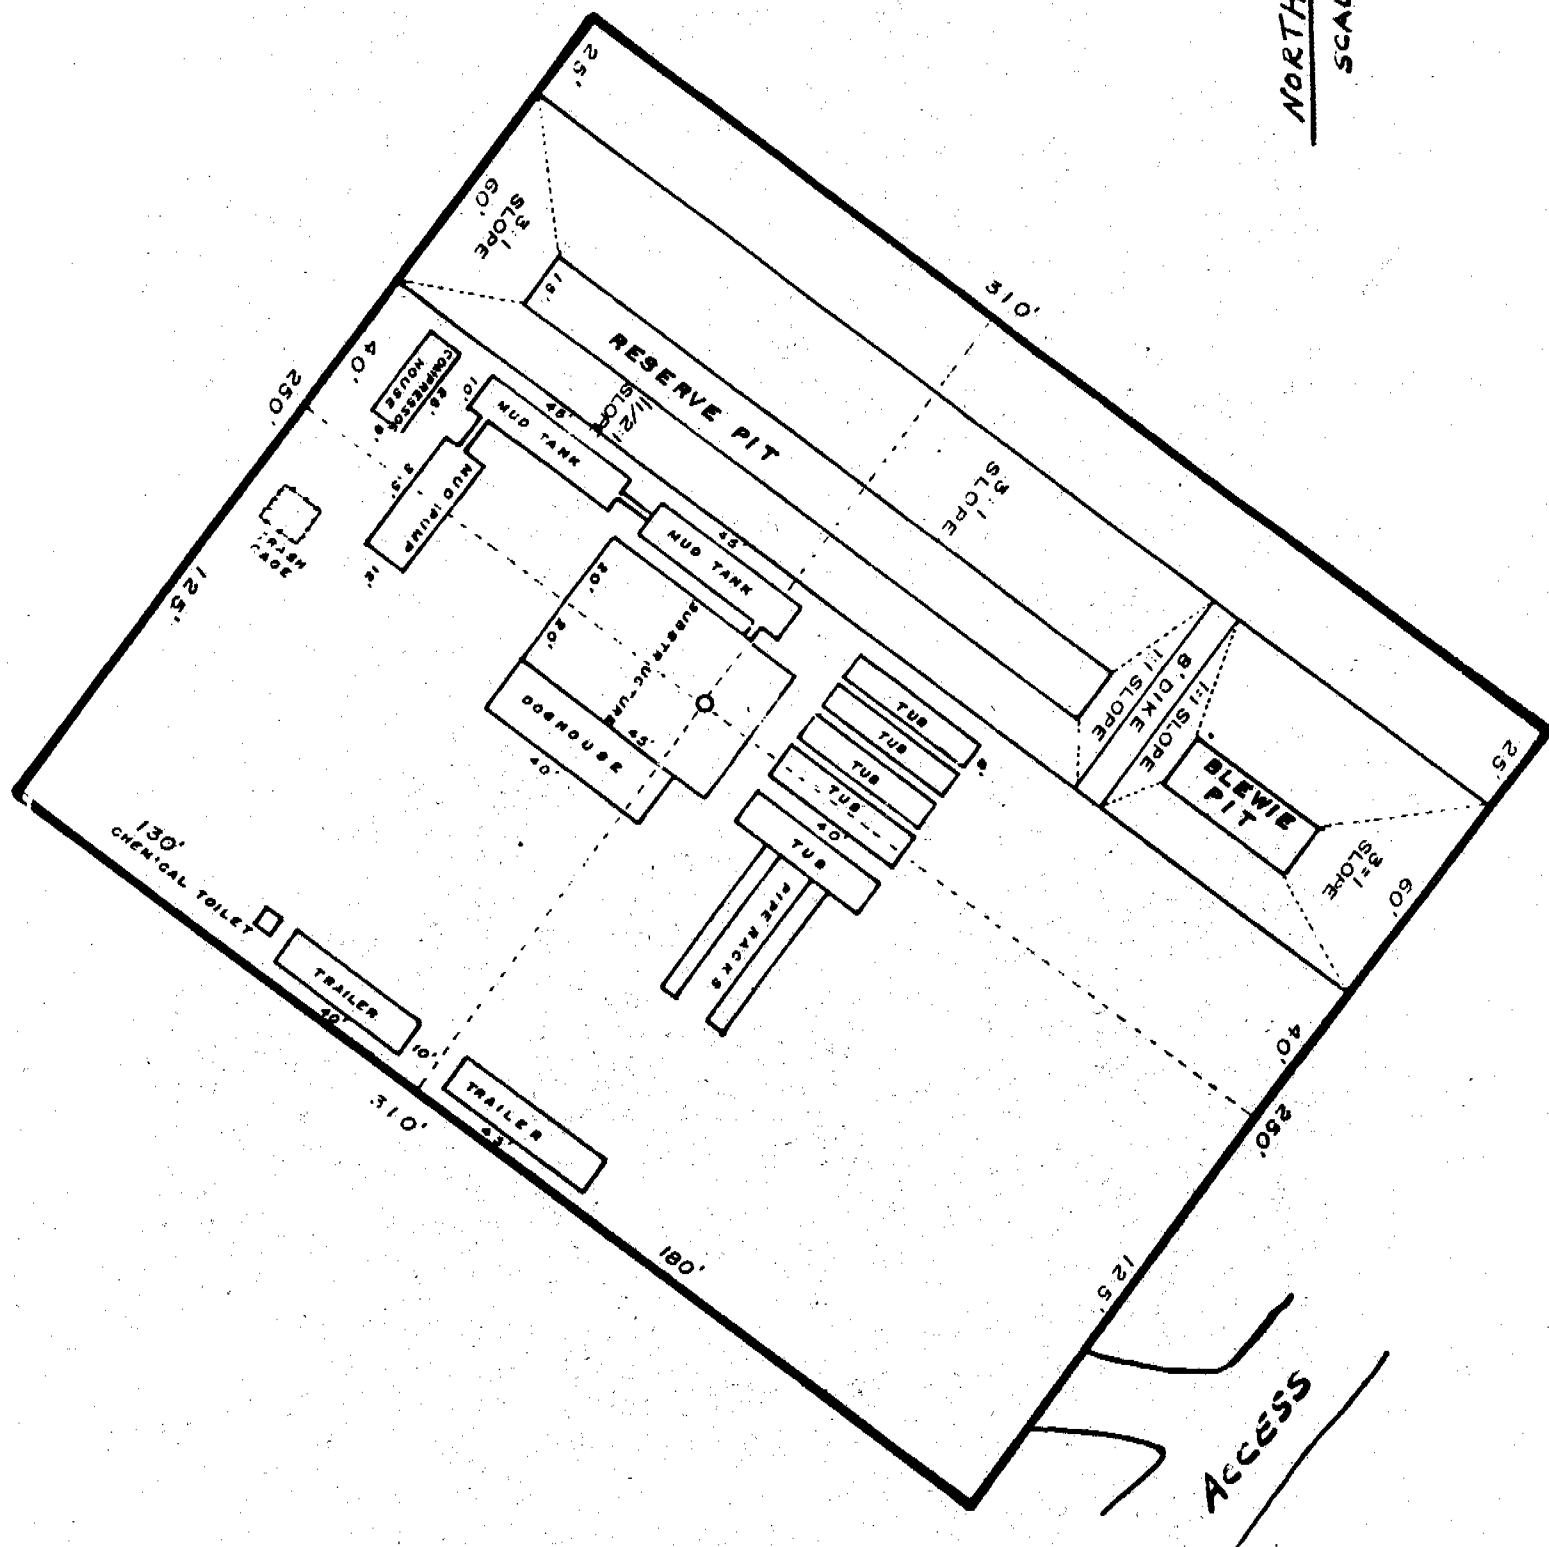 NORTH
SCAL
25'
60'
3:1
SLOPE
15'
310'
RESERVE PIT
1 1/2:1
SLOPE
3:1
SLOPE
40'
250'
COMPRESSOR
HOUSE
28'
8'
10'
45'
MUD TANK
MUD PUMP
45'
MUD TANK
125'
20'
20'
SUBSTRUCTURE
DOGHOUSE
45'
40'
TUB
TUB
TUB
TUB
40'
TUB
PIPE RACKS
1:1 SLOPE
8' DIKE
1:1 SLOPE
BLEWIE
PIT
25'
3:1
SLOPE
60'
40'
250'
125'
130'
CHEMICAL TOILET
TRAILER
40'
10'
TRAILER
45'
310'
180'
ACCESS